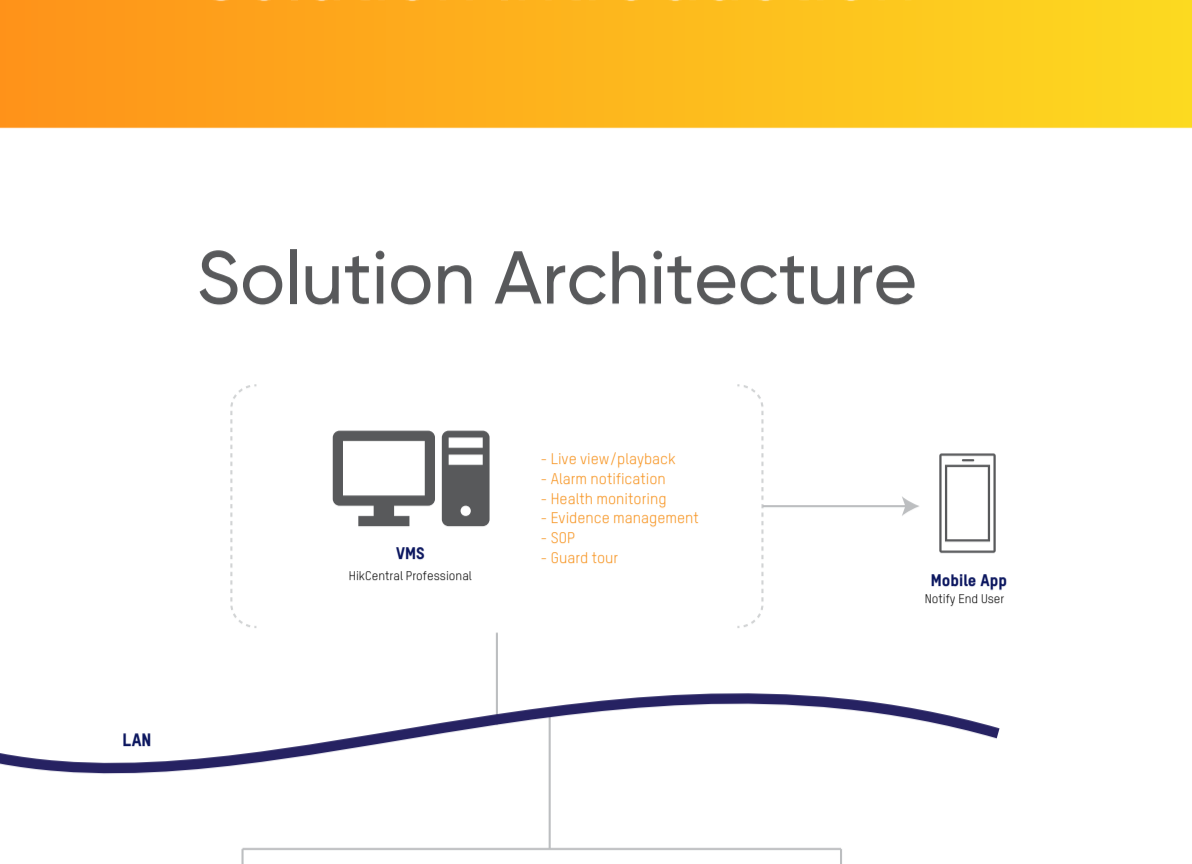 Solution Architecture
- Live view/playback
- Alarm notification
- Health monitoring
- Evidence management
- SOP
- Guard tour
VMS
HikCentral Professional
Mobile App
Notify End User
LAN